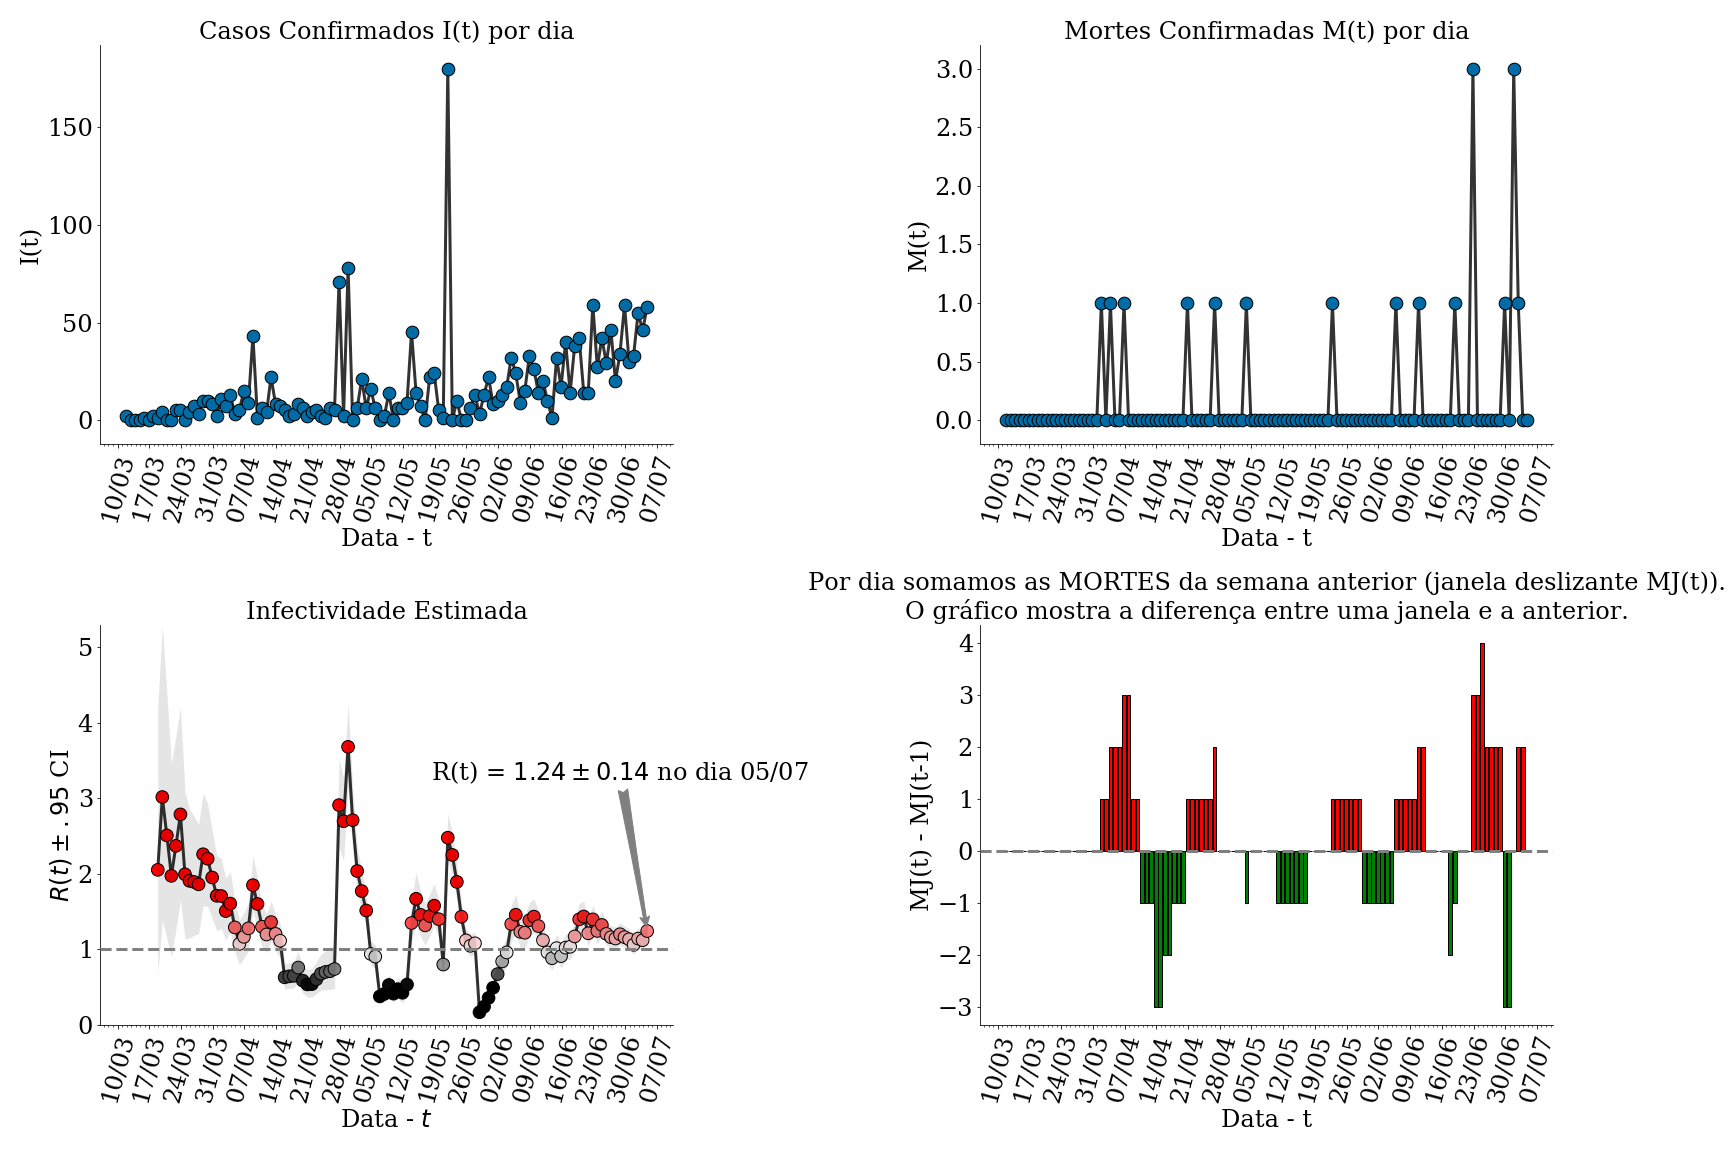 Casos Confirmados I(t) por dia
150
100
50
0
I(t)
10/03 17/03 24/03 31/03 07/04 14/04 21/04 28/04 05/05 12/05 19/05 26/05 02/06 09/06 16/06 23/06 30/06 07/07
Data - t
Mortes Confirmadas M(t) por dia
3.0
2.5
2.0
1.5
1.0
0.5
0.0
M(t)
10/03 17/03 24/03 31/03 07/04 14/04 21/04 28/04 05/05 12/05 19/05 26/05 02/06 09/06 16/06 23/06 30/06 07/07
Data - t
Infectividade Estimada
5
4
3
2
1
0
R(t) ± .95 CI
R(t) = 1.24 ± 0.14 no dia 05/07
10/03 17/03 24/03 31/03 07/04 14/04 21/04 28/04 05/05 12/05 19/05 26/05 02/06 09/06 16/06 23/06 30/06 07/07
Data - t
Por dia somamos as MORTES da semana anterior (janela deslizante MJ(t)).
O gráfico mostra a diferença entre uma janela e a anterior.
4
3
2
1
0
−1
−2
−3
MJ(t) - MJ(t-1)
10/03 17/03 24/03 31/03 07/04 14/04 21/04 28/04 05/05 12/05 19/05 26/05 02/06 09/06 16/06 23/06 30/06 07/07
Data - t